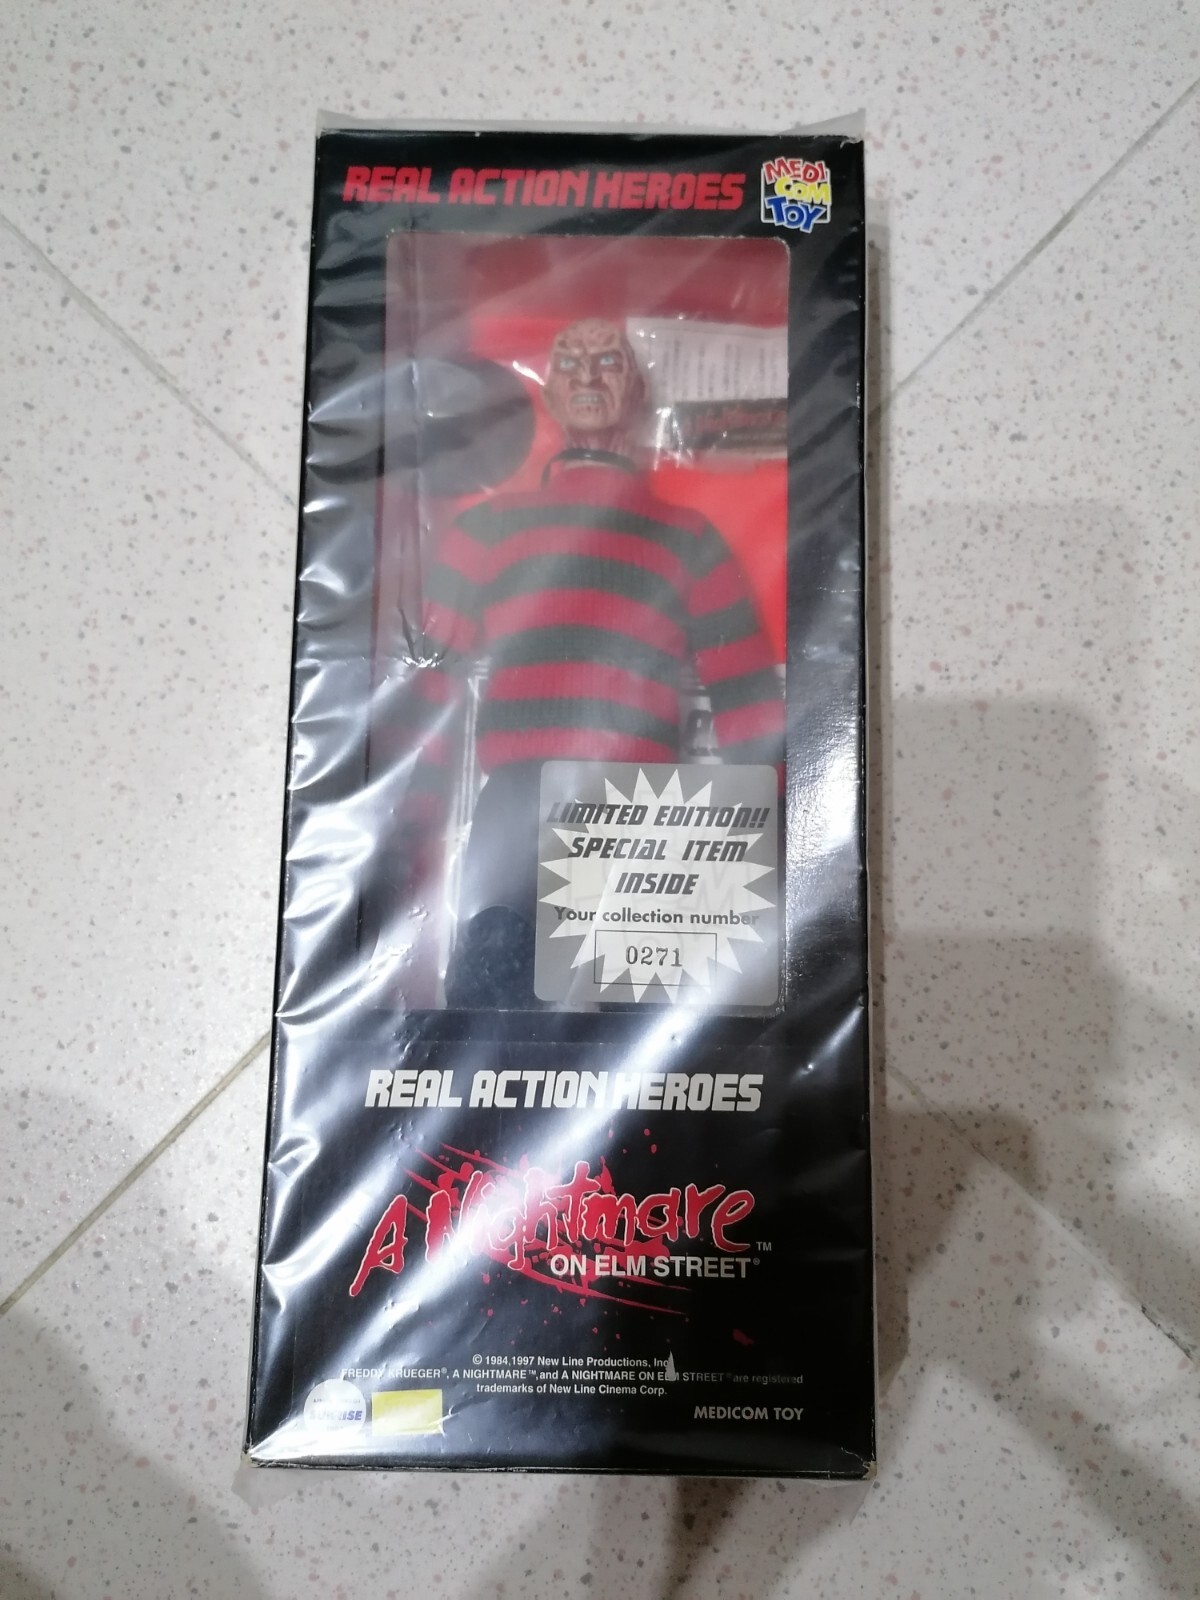 REAL ACTION HEROES
MEDI
COM
TOY
LIMITED EDITION!!
SPECIAL ITEM
INSIDE
Your collection number
0271
REAL ACTION HEROES
A Nightmare™
ON ELM STREET®
© 1984,1997 New Line Productions, Inc
FREDDY KRUEGER®, A NIGHTMARE™,and A NIGHTMARE ON ELM STREET® are registered
trademarks of New Line Cinema Corp.
MEDICOM TOY